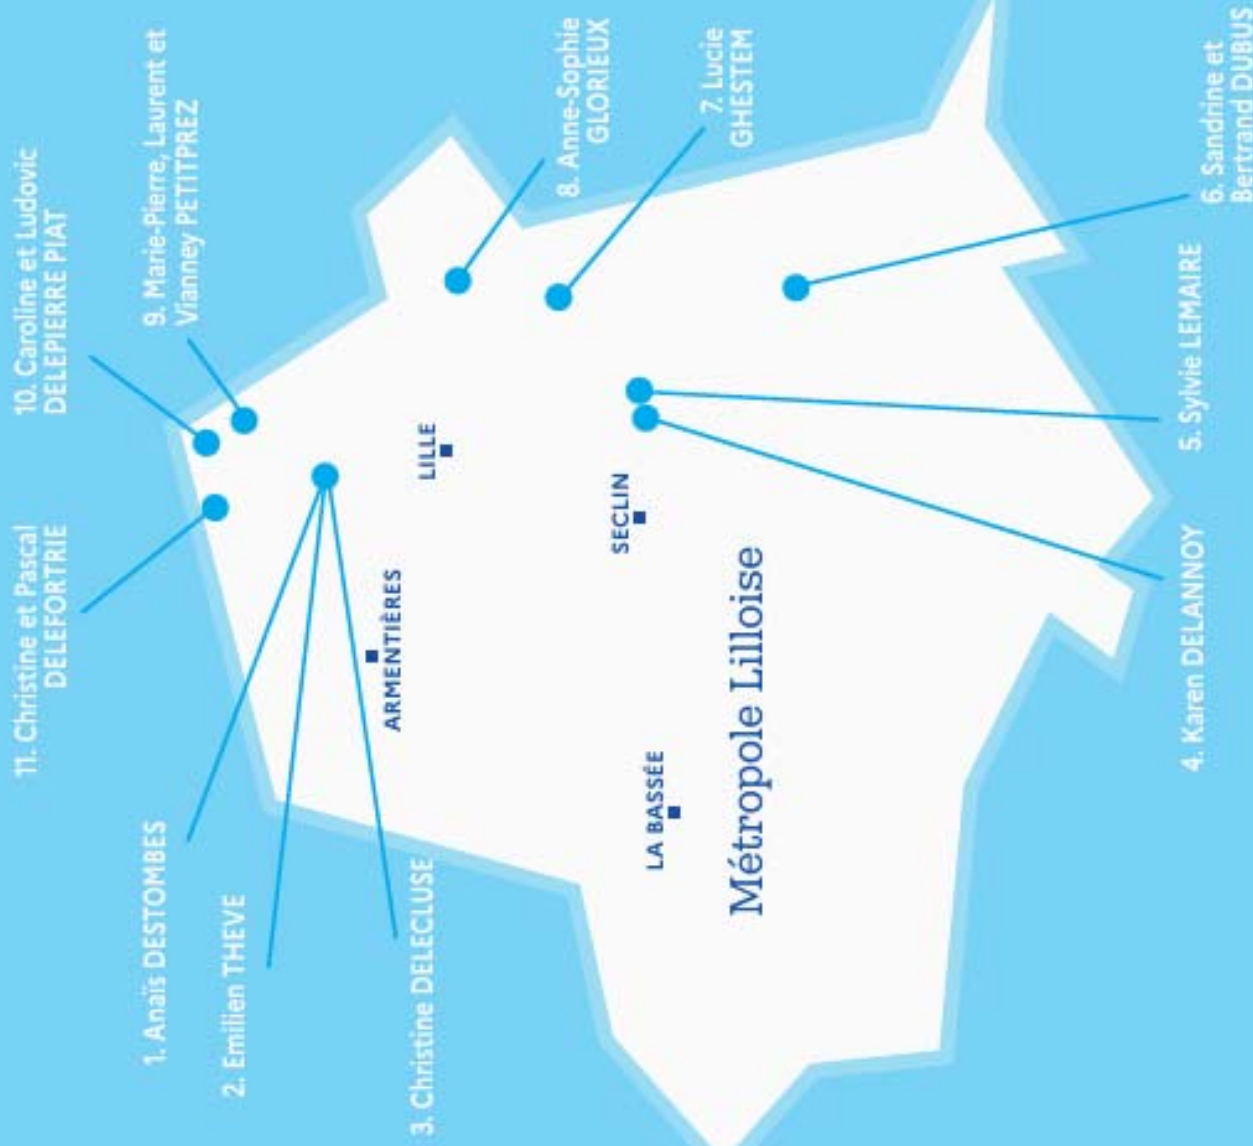 1. Anaïs DESTOMBES
2. Emilien THEVE
3. Christine DELECLUSE
4. Karen DELANNOY
5. Sylvie LEMAIRE
6. Sandrine et
Bertrand DUBUS
7. Lucie
GHESTEM
8. Anne-Sophie
GLORIEUX
9. Marie-Pierre, Laurent et
Vianney PETITPREZ
10. Caroline et Ludovic
DELEPIERRE PIAT
11. Christine et Pascal
DELEFORTRIE
ARMENTIÈRES
LILLE
SECLIN
LA BASSÉE
Métropole Lilloise